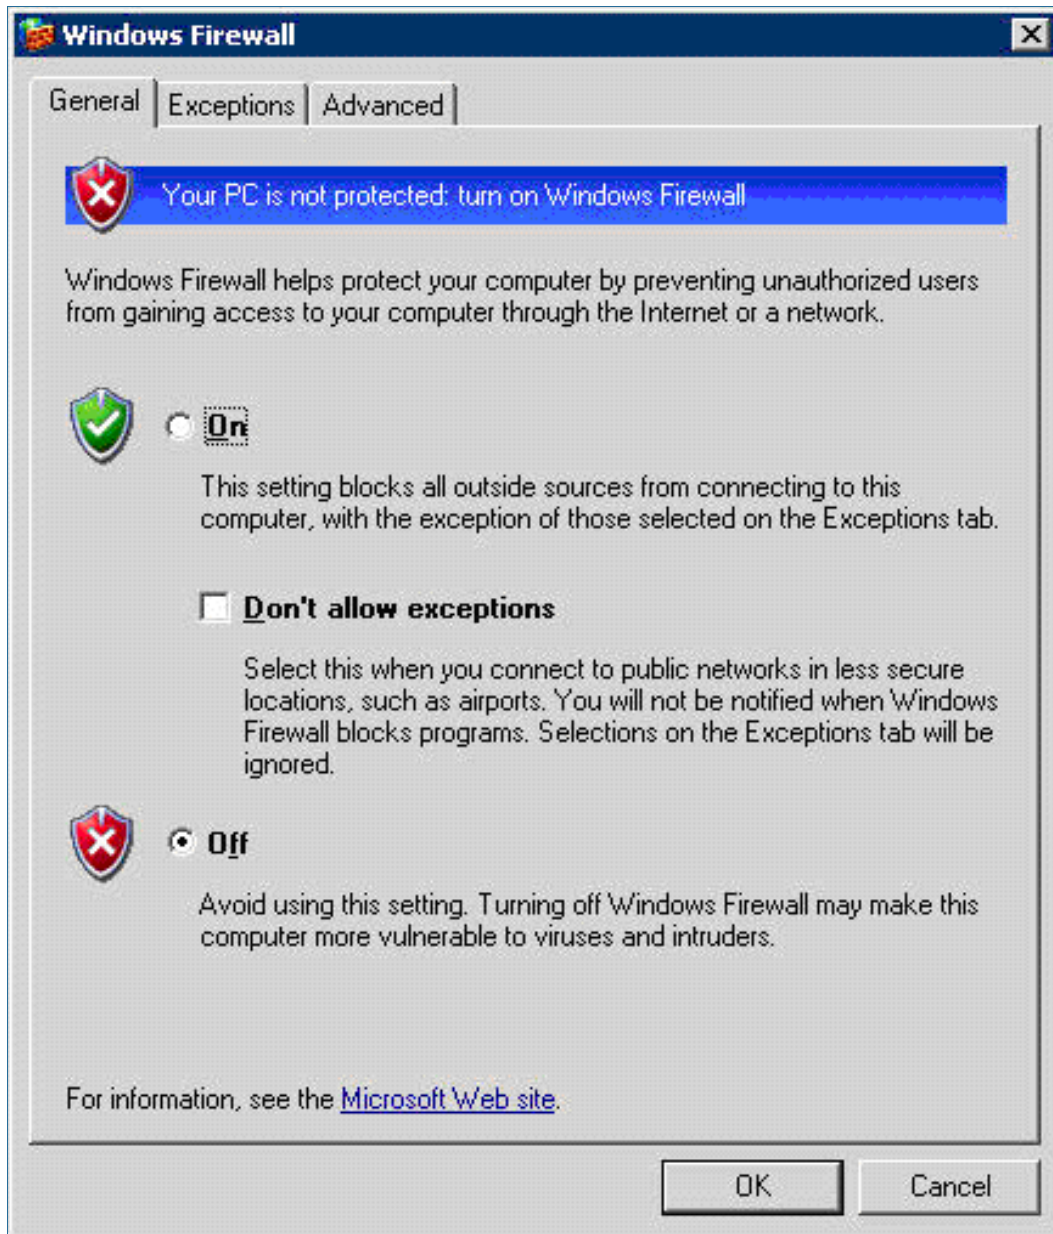 Windows Firewall
General
Exceptions
Advanced
Your PC is not protected: turn on Windows Firewall
Windows Firewall helps protect your computer by preventing unauthorized users
from gaining access to your computer through the Internet or a network.
On
This setting blocks all outside sources from connecting to this
computer, with the exception of those selected on the Exceptions tab.
Don't allow exceptions
Select this when you connect to public networks in less secure
locations, such as airports. You will not be notified when Windows
Firewall blocks programs. Selections on the Exceptions tab will be
ignored.
Off
Avoid using this setting. Turning off Windows Firewall may make this
computer more vulnerable to viruses and intruders.
For information, see the Microsoft Web site.
OK
Cancel